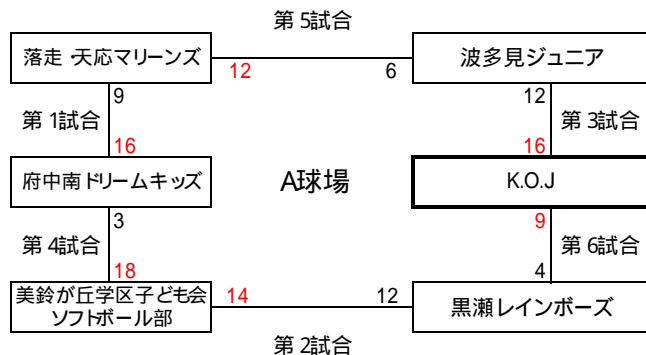 第5試合
落走・天応マリーンズ
12
6
波多見ジュニア
9
12
第1試合
第3試合
16
16
府中南ドリームキッズ
A球場
K.O.J
3
9
第4試合
第6試合
18
4
美鈴が丘学区子ども会
ソフトボール部
14
12
黒瀬レインボーズ
第2試合